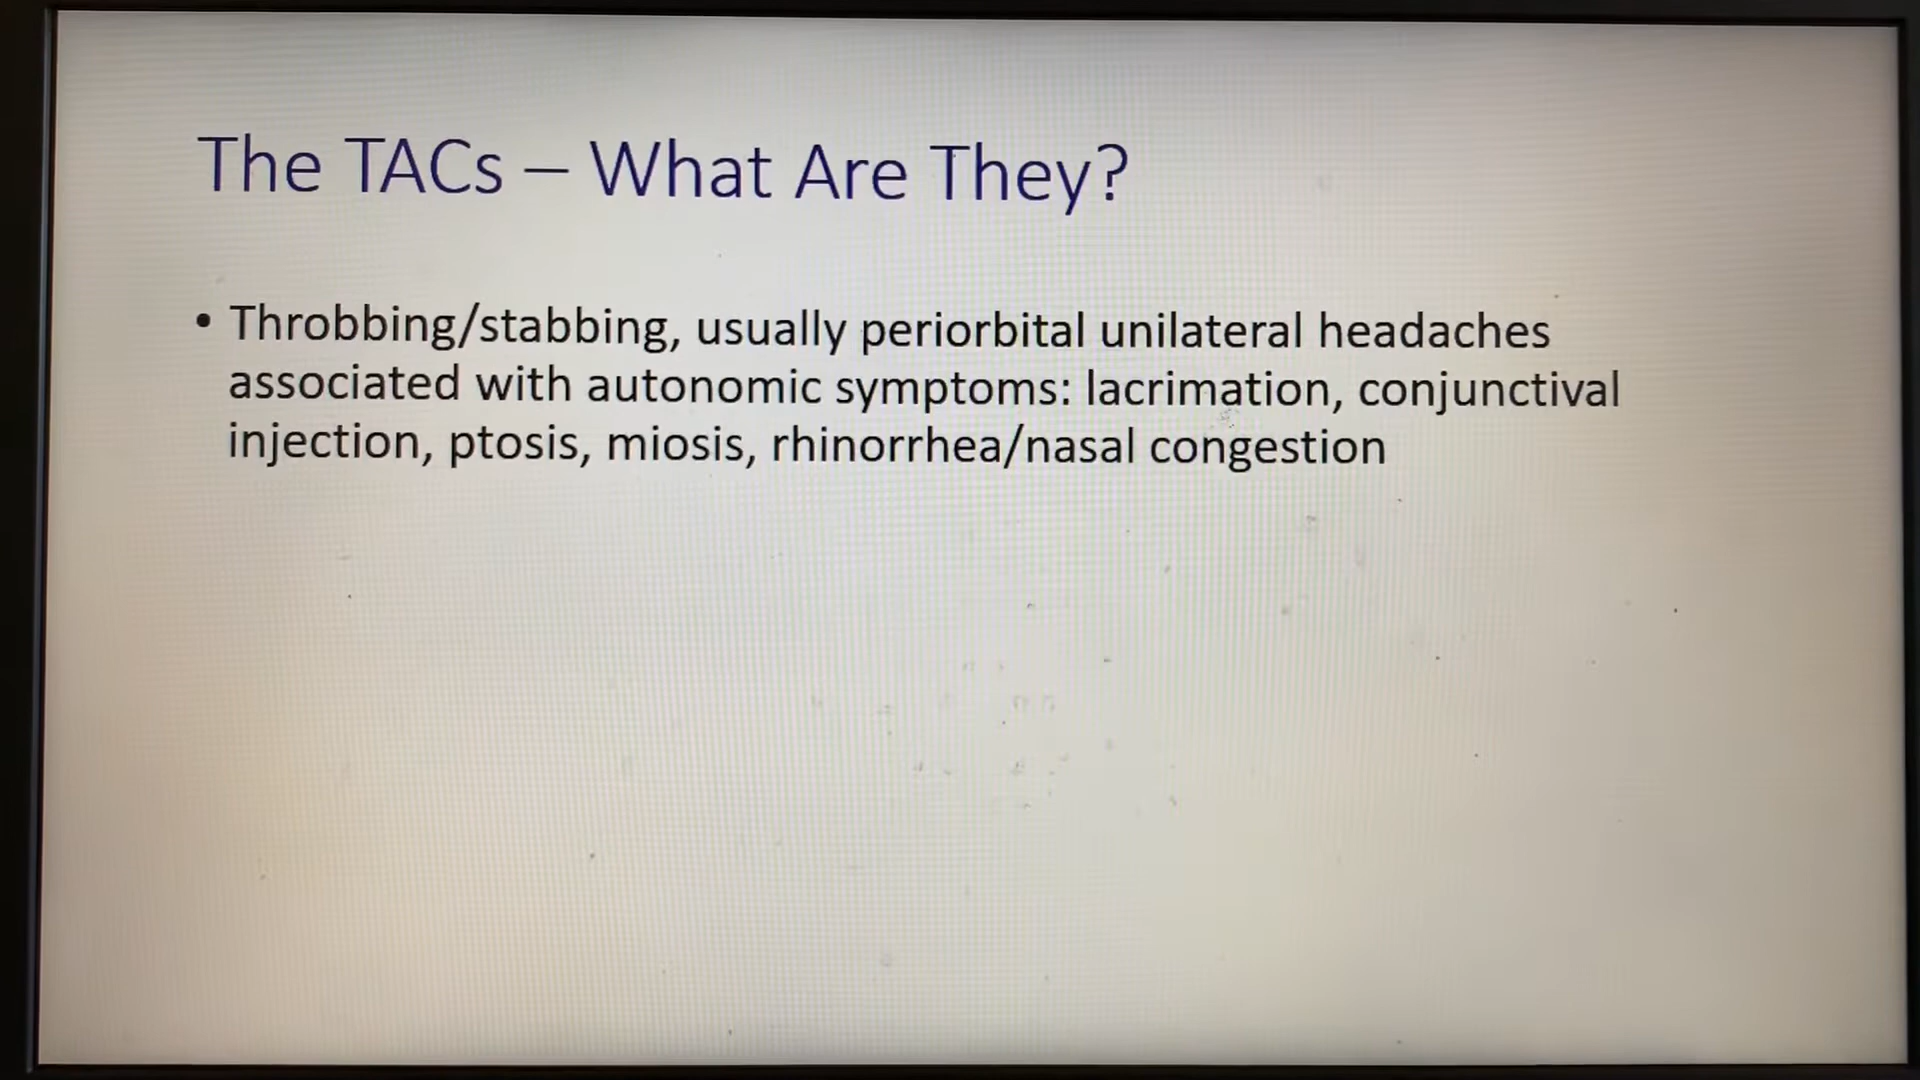 The TACs – What Are They?
• Throbbing/stabbing, usually periorbital unilateral headaches
associated with autonomic symptoms: lacrimation, conjunctival
injection, ptosis, miosis, rhinorrhea/nasal congestion